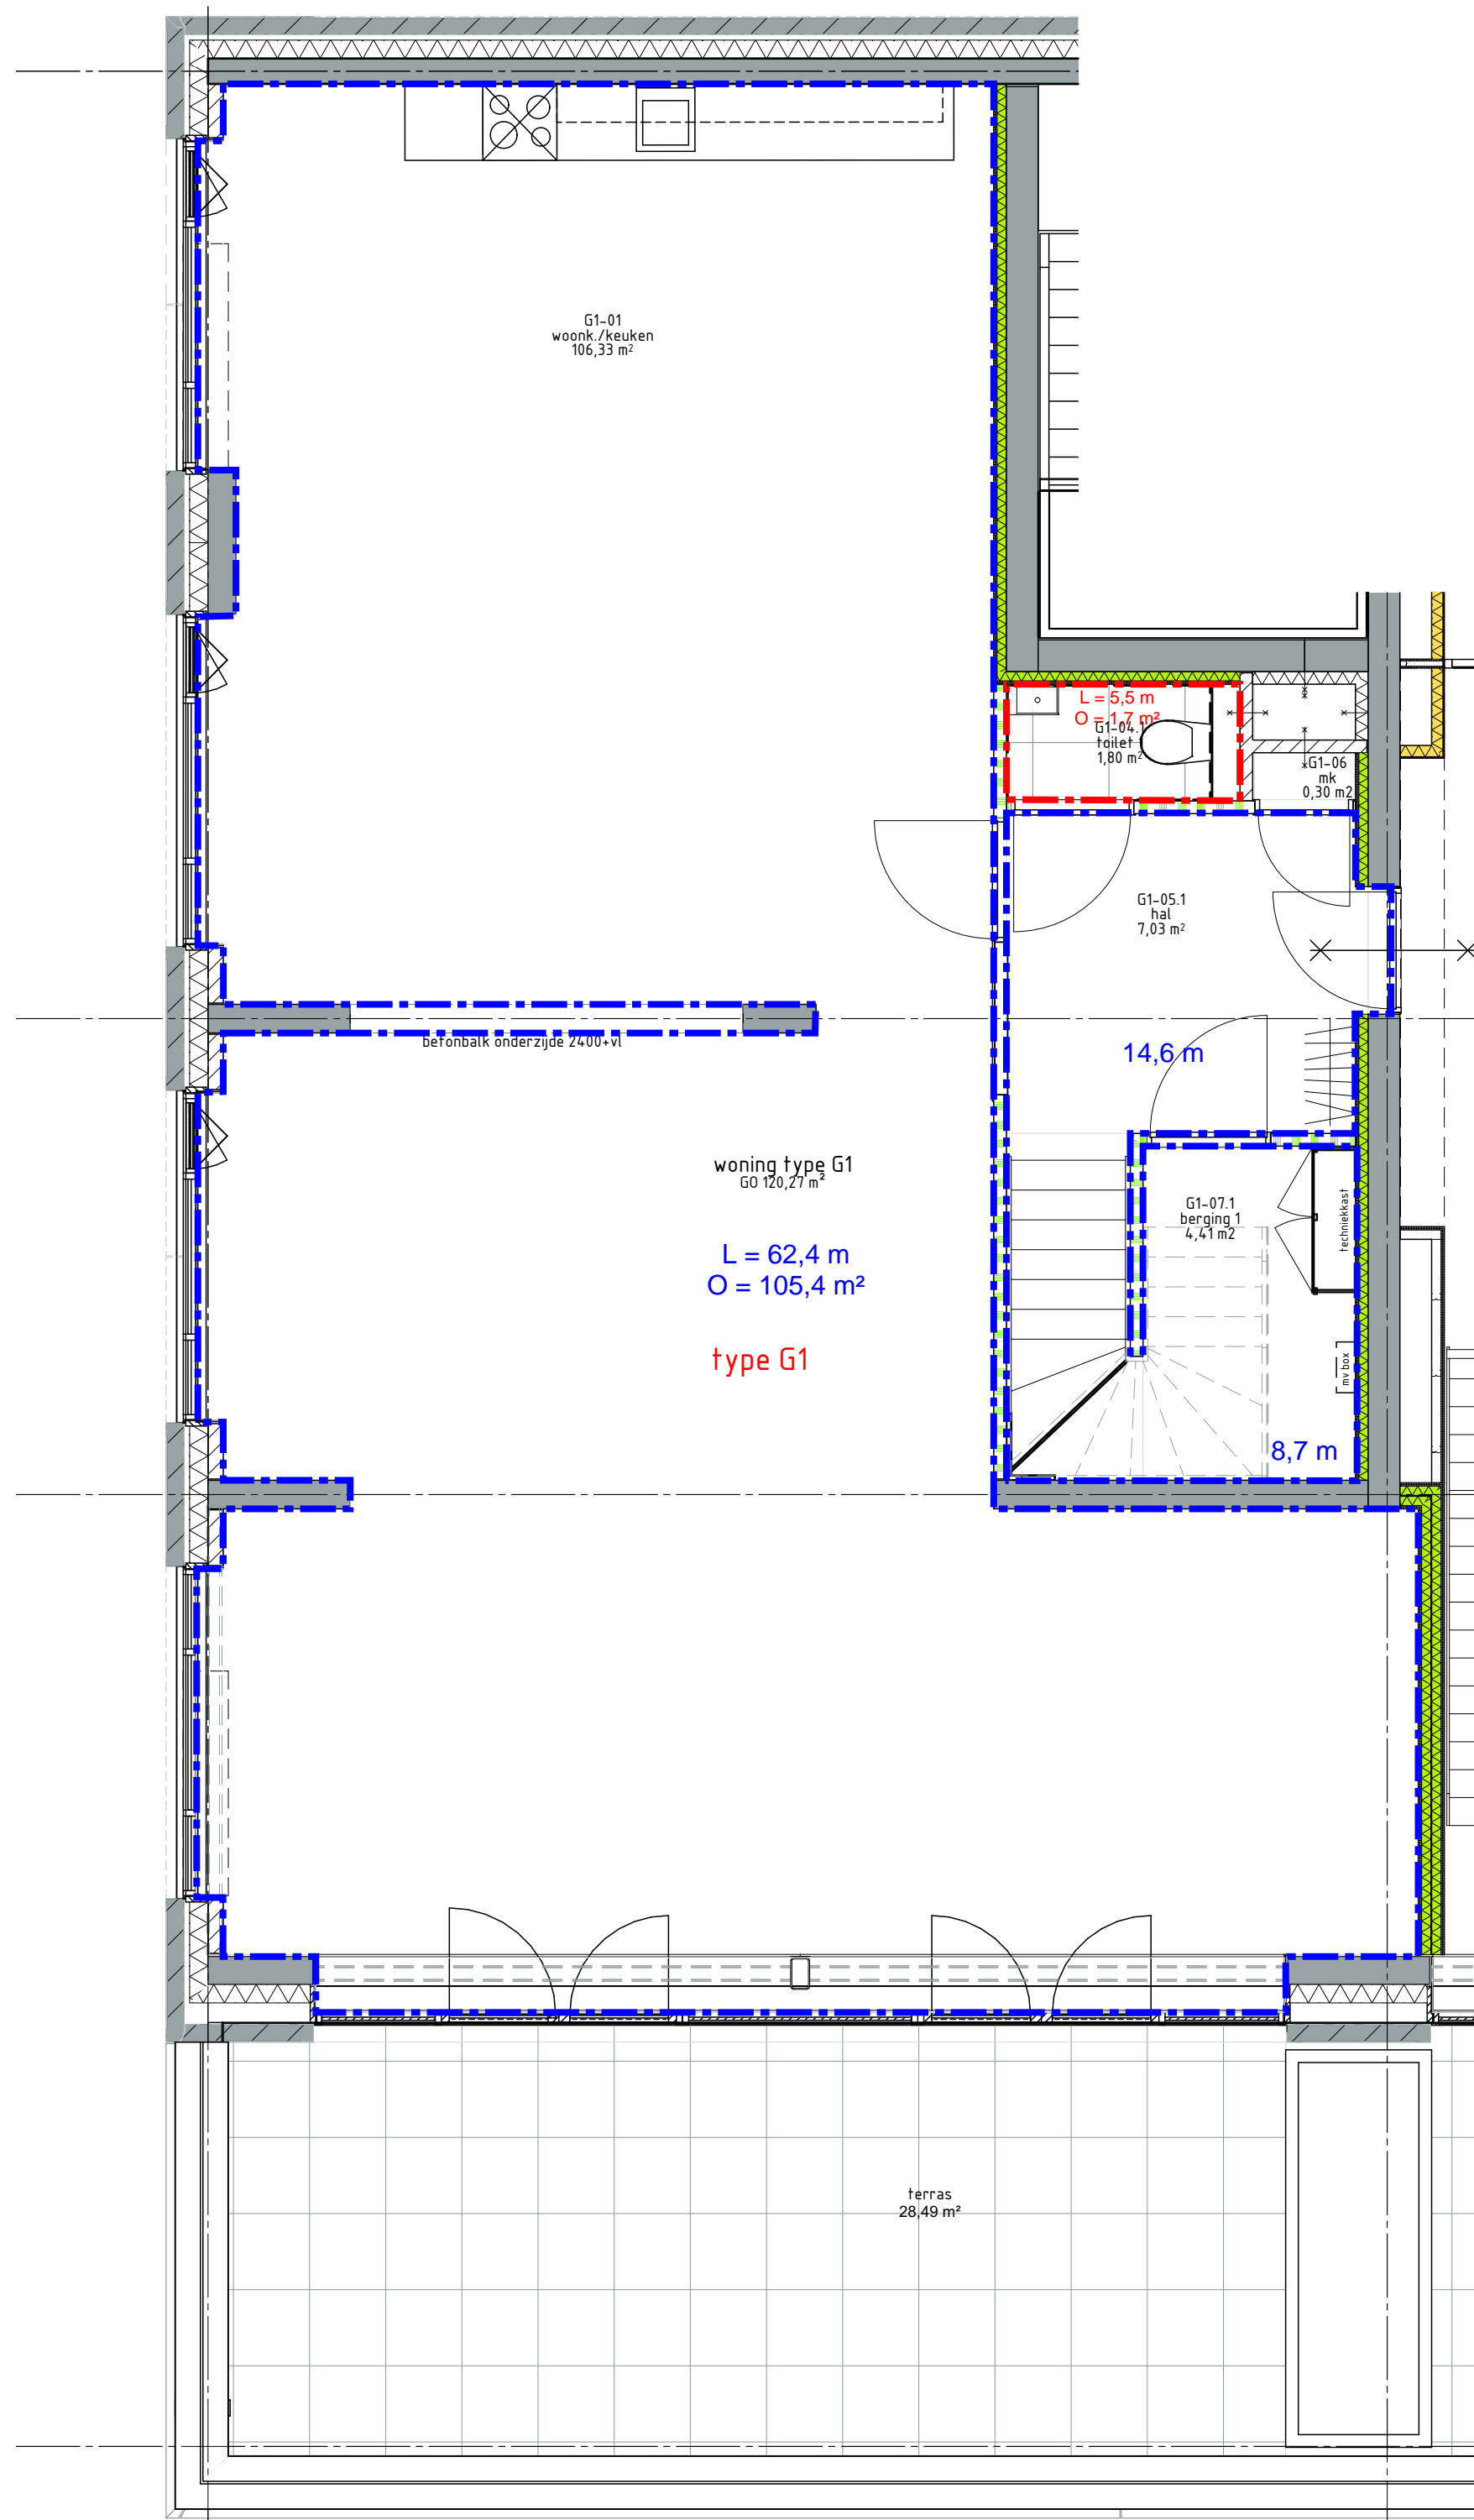 G1-01
woonk./keuken
106,33 m²
L = 5,5 m
O = 1,7 m²
G1-04.1
toilet
1,80 m²
G1-06
mk
0,30 m2
G1-05.1
hal
7,03 m²
betonbalk onderzijde 2400+vl
14,6 m
woning type G1
GO 120,27 m²
L = 62,4 m
O = 105,4 m²
type G1
G1-07.1
berging 1
4,41 m2
techniekkast
mv box
8,7 m
terras
28,49 m²